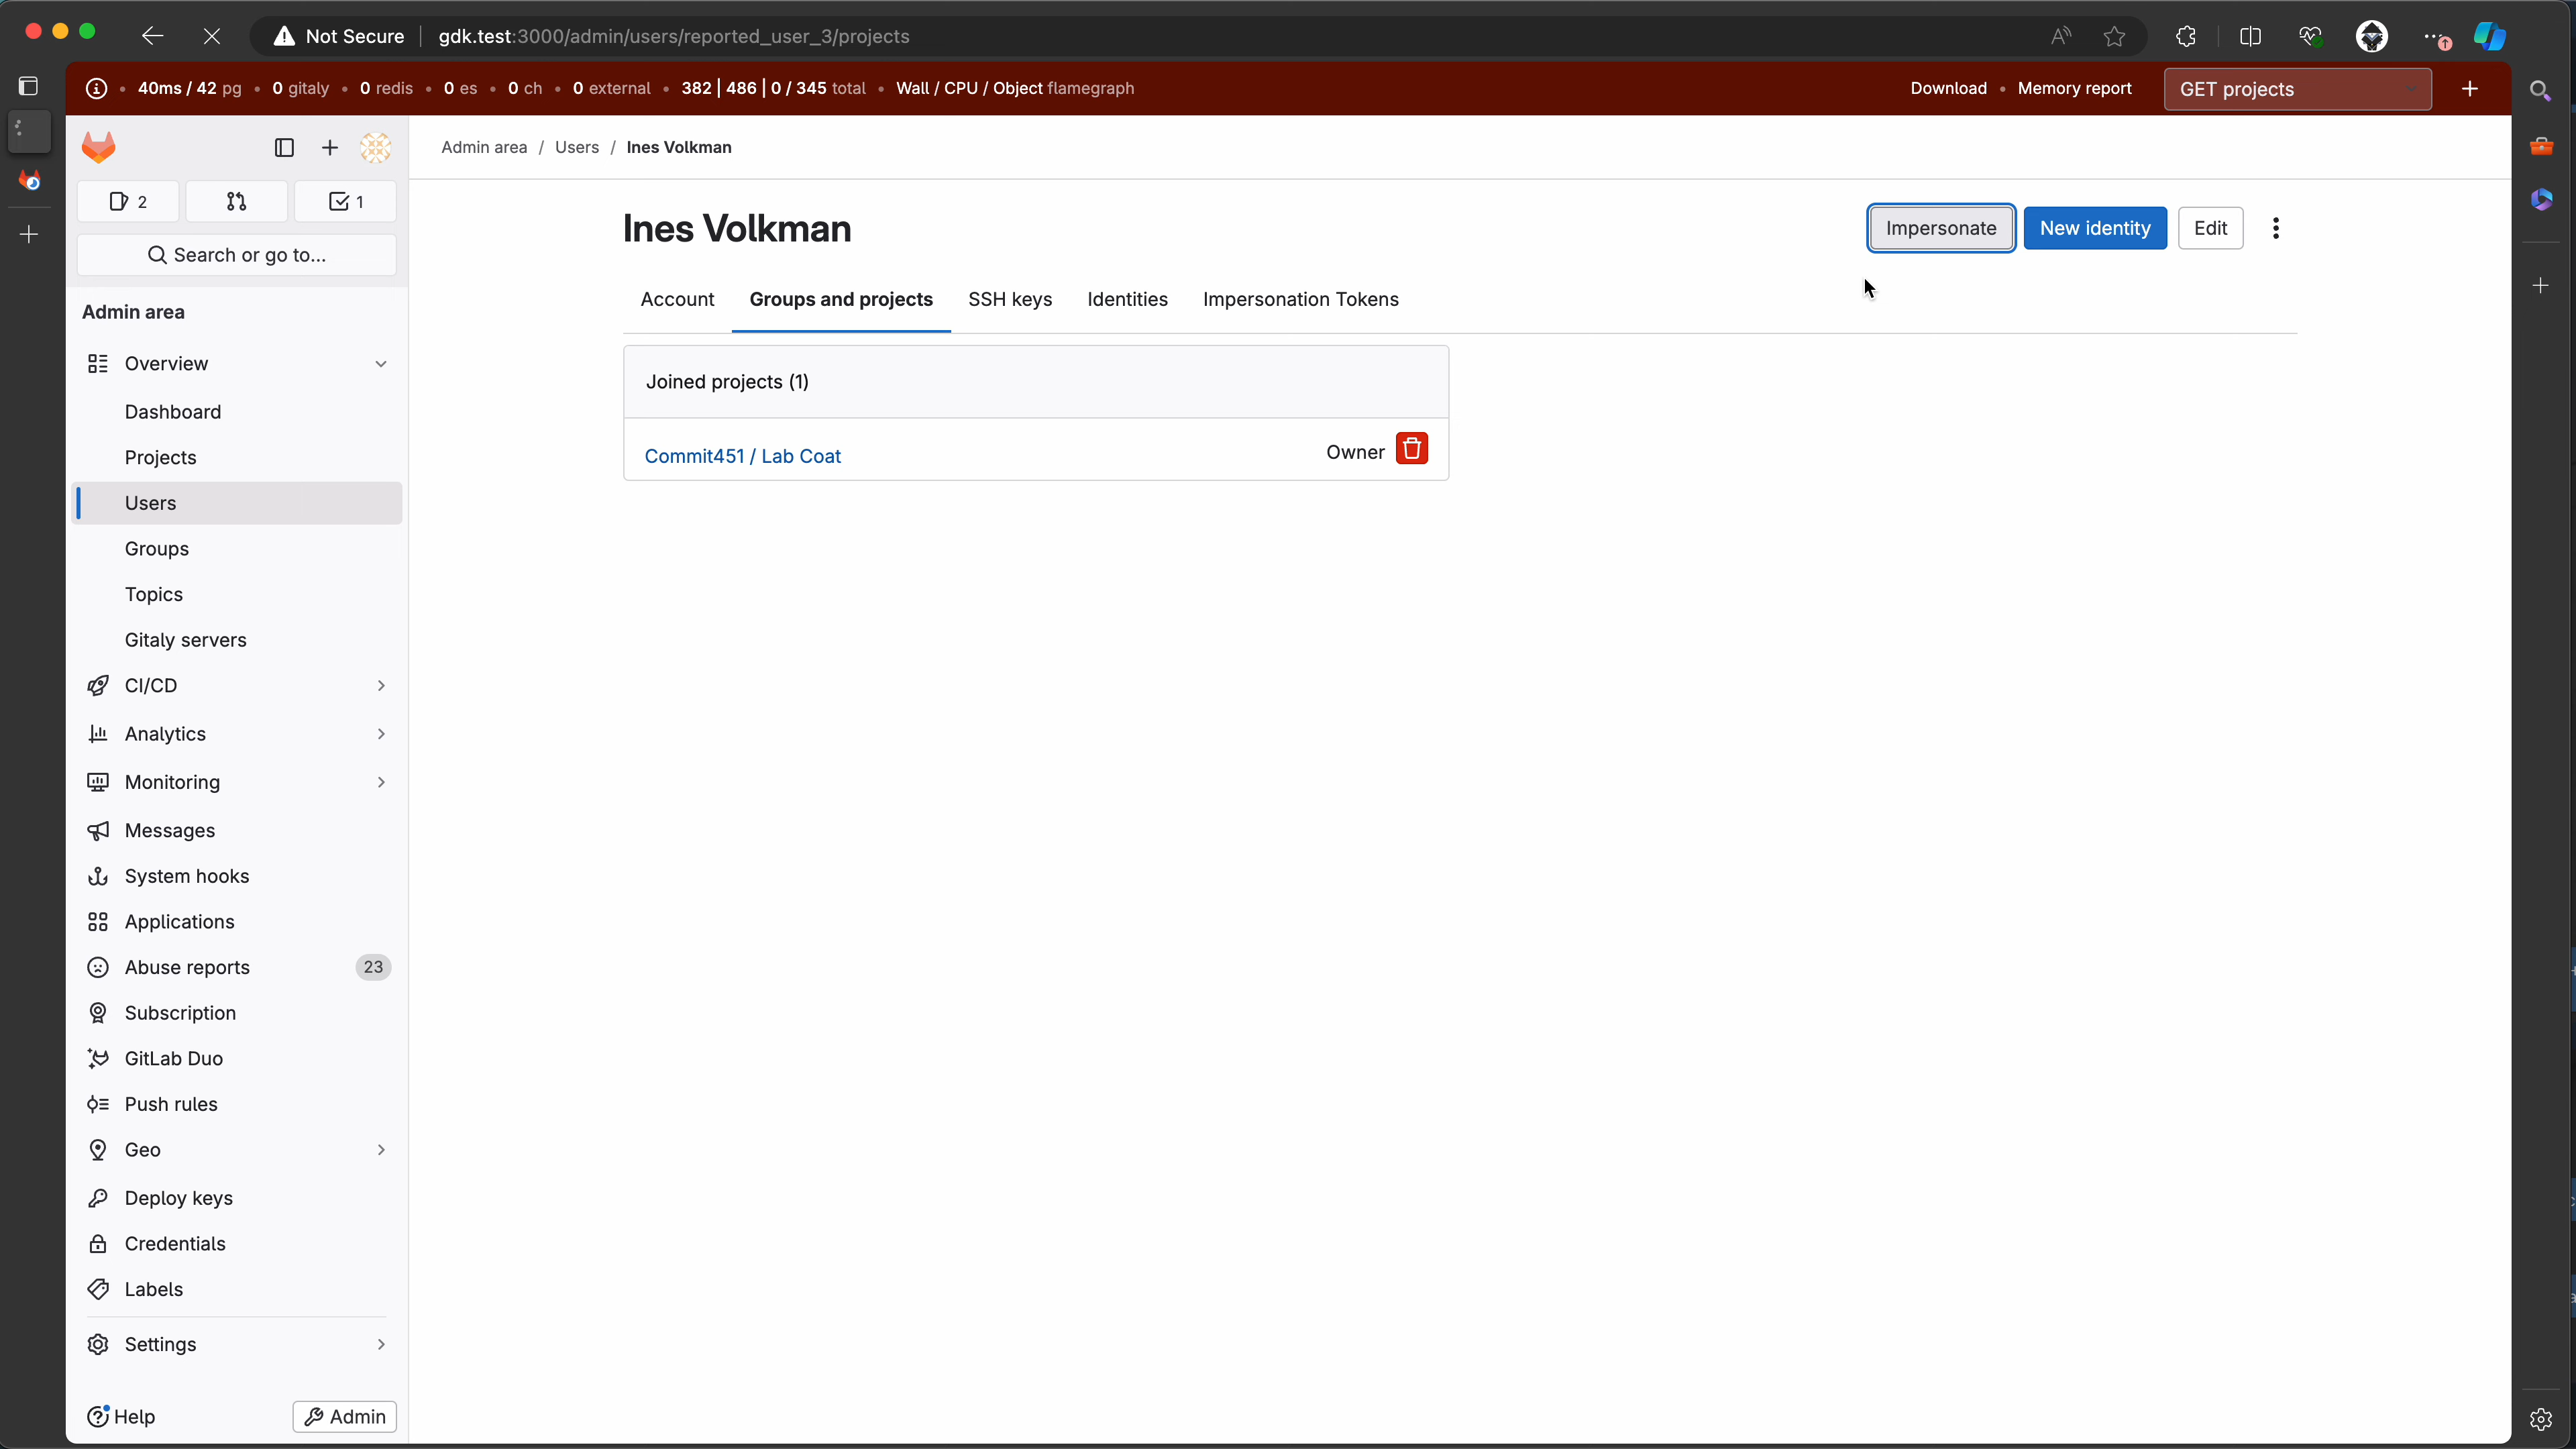 Not Secure gdk.test:3000/admin/users/reported_user_3/projects
40ms / 42 pg • 0 gitaly • 0 redis • 0 es • 0 ch • 0 external • 382 | 486 | 0 / 345 total • Wall / CPU / Object flamegraph Download • Memory report GET projects
Admin area / Users / Ines Volkman
2 1
Search or go to...
Ines Volkman
Impersonate New identity Edit
Account Groups and projects SSH keys Identities Impersonation Tokens
Joined projects (1)
Commit451 / Lab Coat Owner
Admin area
Overview
Dashboard
Projects
Users
Groups
Topics
Gitaly servers
CI/CD
Analytics
Monitoring
Messages
System hooks
Applications
Abuse reports 23
Subscription
GitLab Duo
Push rules
Geo
Deploy keys
Credentials
Labels
Settings
Help Admin